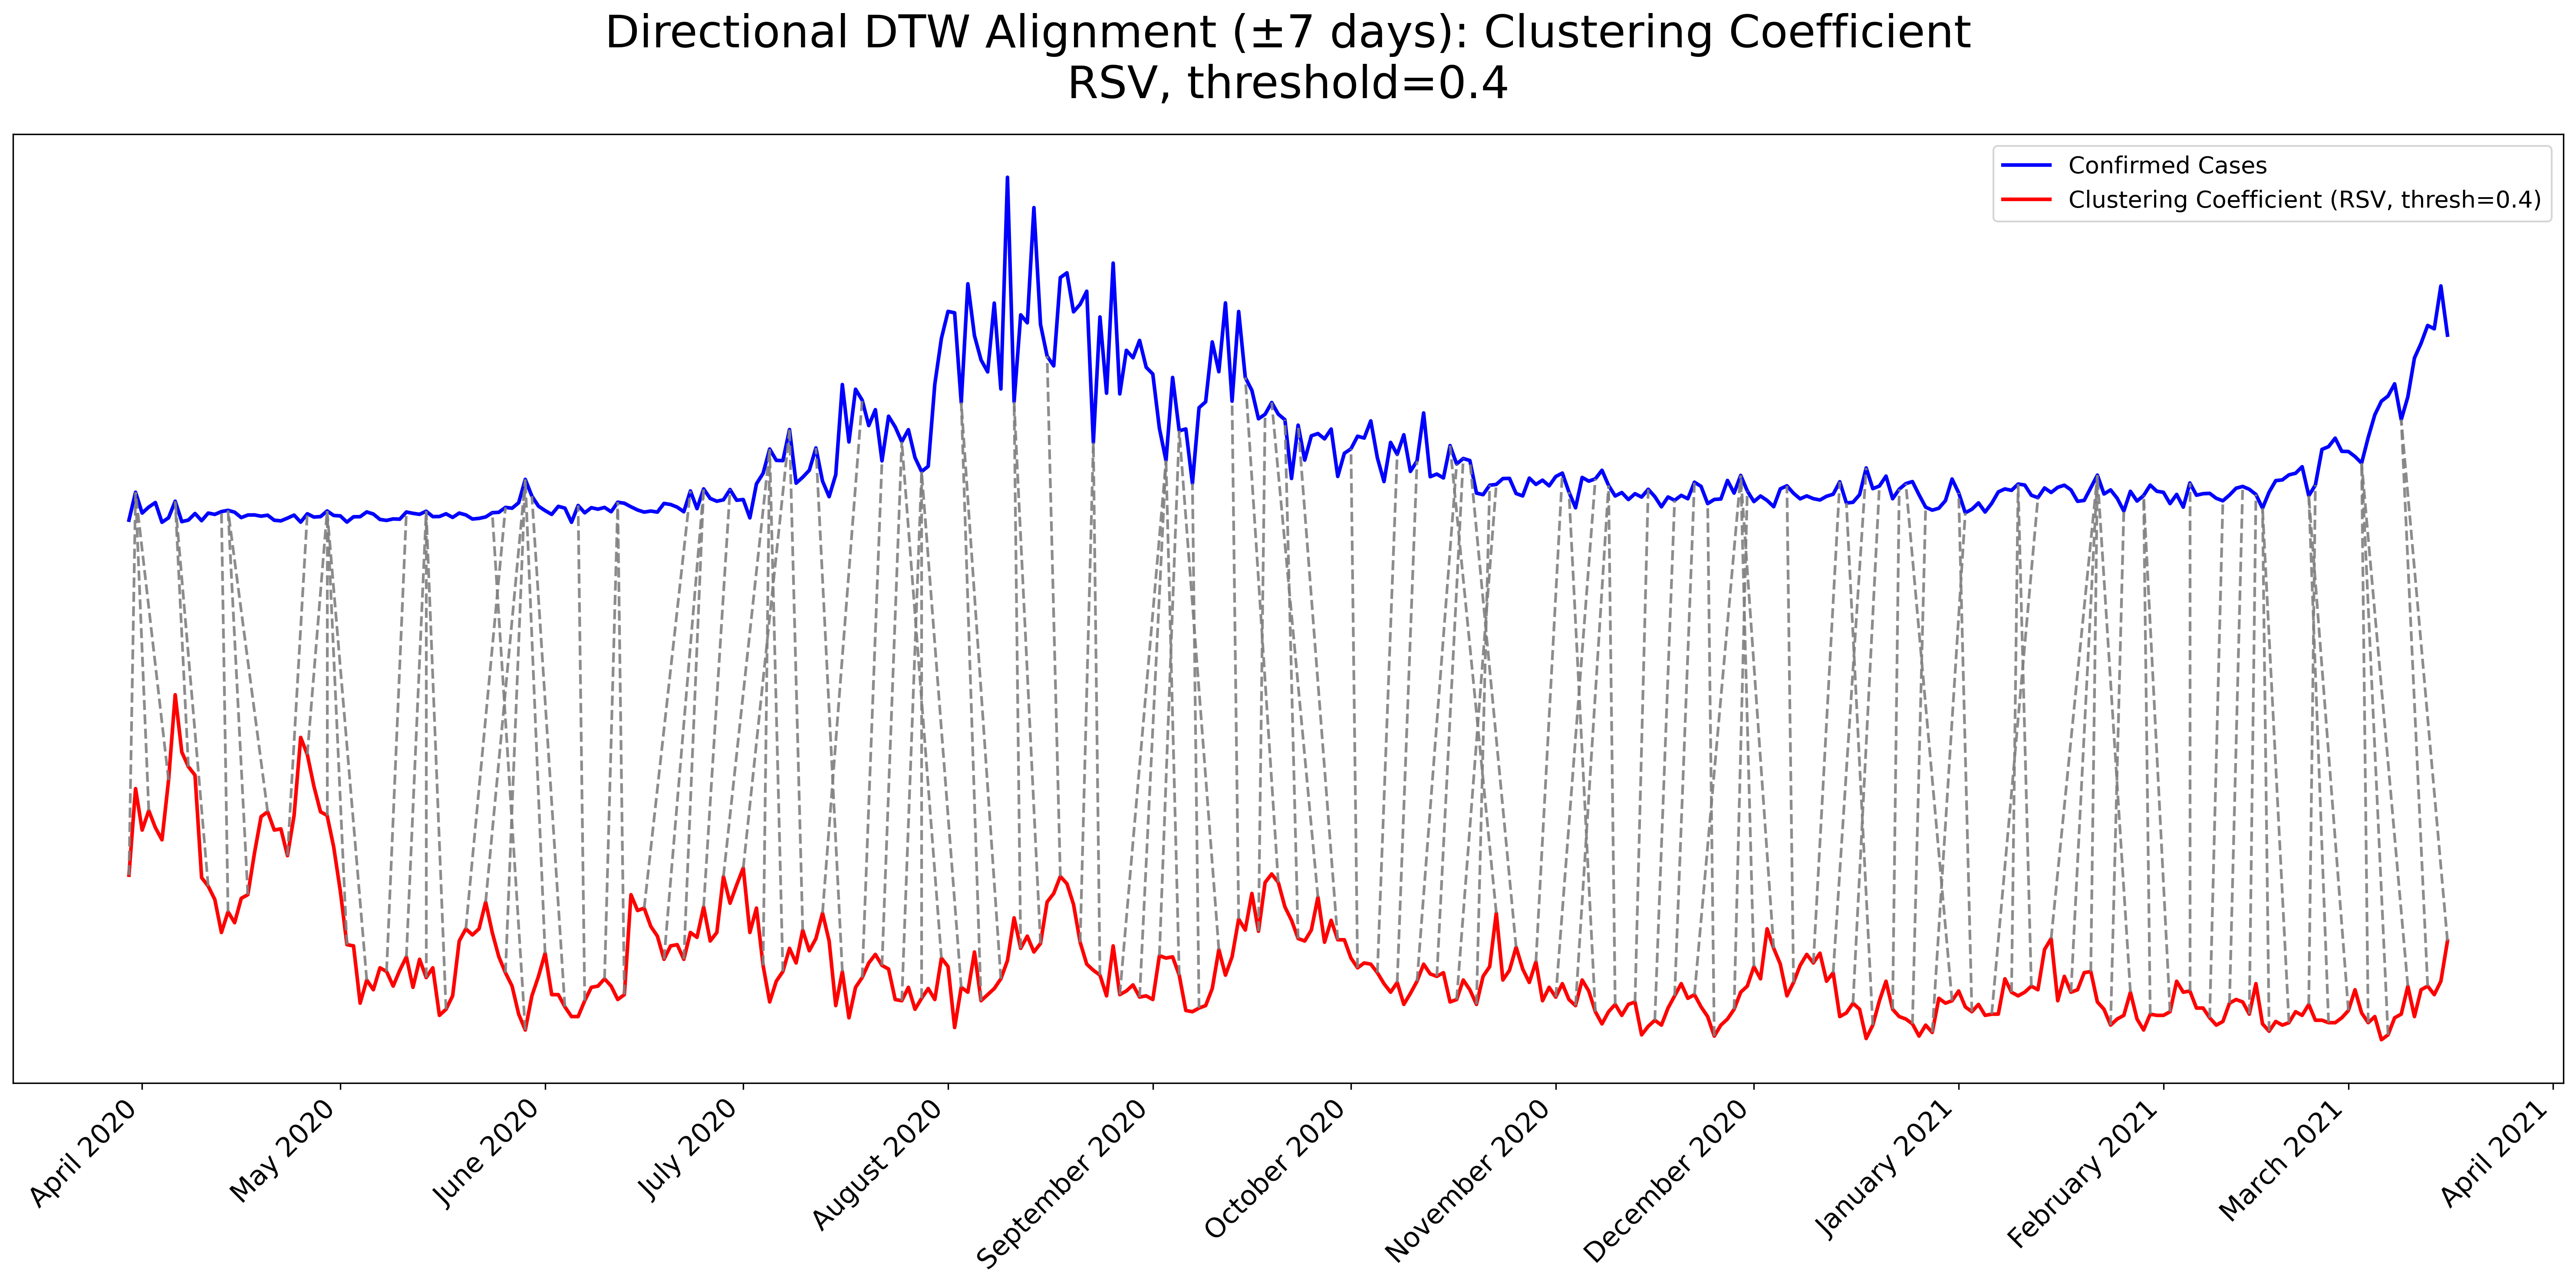 Directional DTW Alignment (±7 days): Clustering Coefficient
RSV, threshold=0.4
Confirmed Cases
Clustering Coefficient (RSV, thresh=0.4)
April 2020
May 2020
June 2020
July 2020
August 2020
September 2020
October 2020
November 2020
December 2020
January 2021
February 2021
March 2021
April 2021